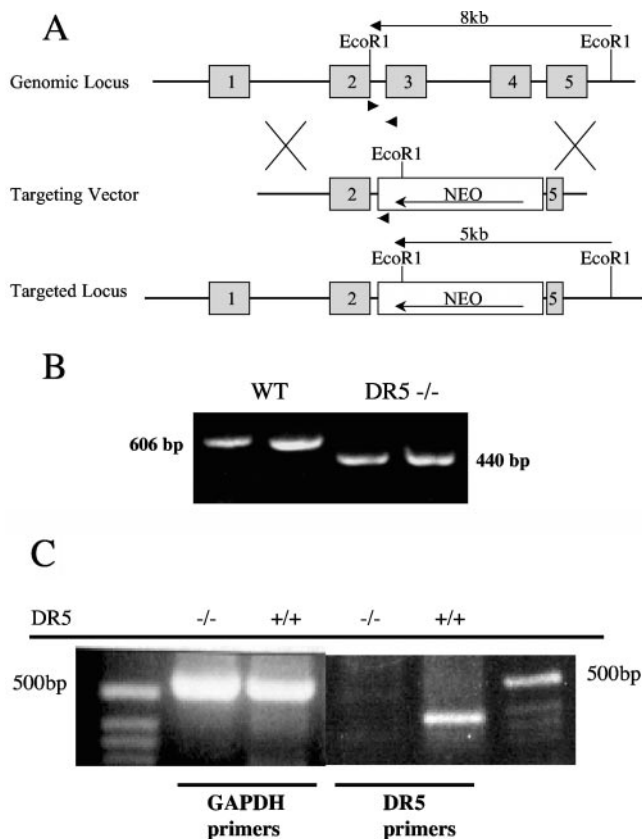 A
8kb
EcoR1 EcoR1
Genomic Locus 1 2 3 4 5
EcoR1
Targeting Vector 2 NEO 5
5kb
EcoR1 EcoR1
Targeted Locus 1 2 NEO 5
B
WT DR5 -/-
606 bp 440 bp
C
DR5 -/- +/+ -/- +/+
500bp 500bp
GAPDH primers
DR5 primers